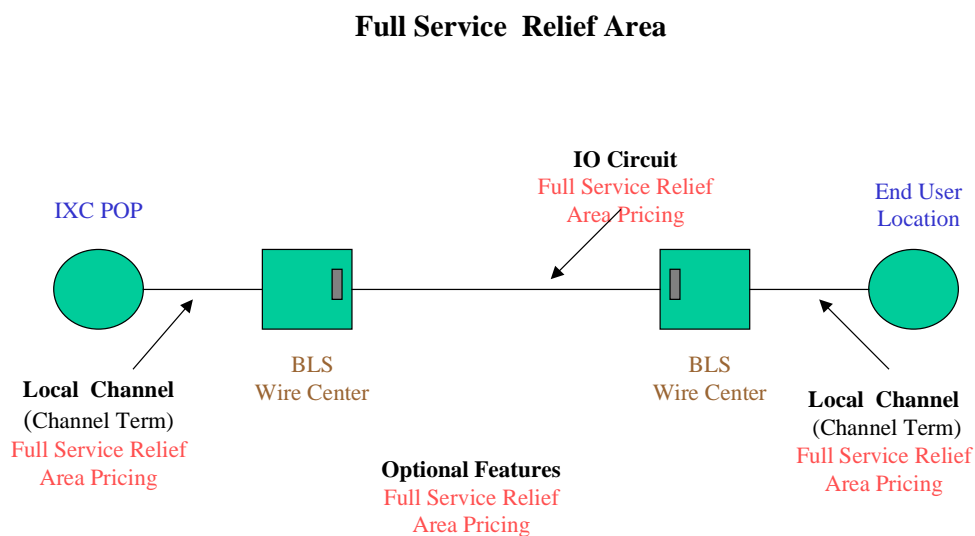 Full Service Relief Area
IO Circuit
Full Service Relief
Area Pricing
IXC POP
End User
Location
BLS
Wire Center
BLS
Wire Center
Local Channel
(Channel Term)
Full Service Relief
Area Pricing
Local Channel
(Channel Term)
Full Service Relief
Area Pricing
Optional Features
Full Service Relief
Area Pricing